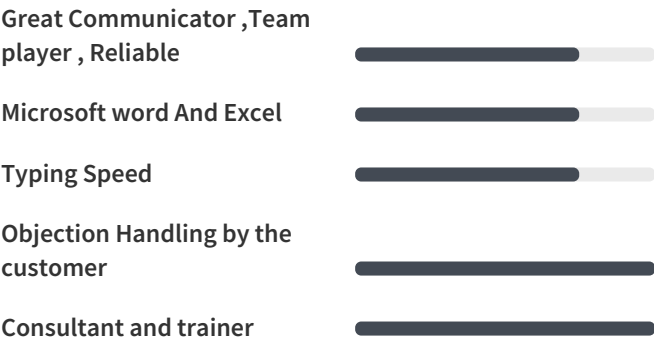 Great Communicator ,Team
player , Reliable
Microsoft word And Excel
Typing Speed
Objection Handling by the
customer
Consultant and trainer